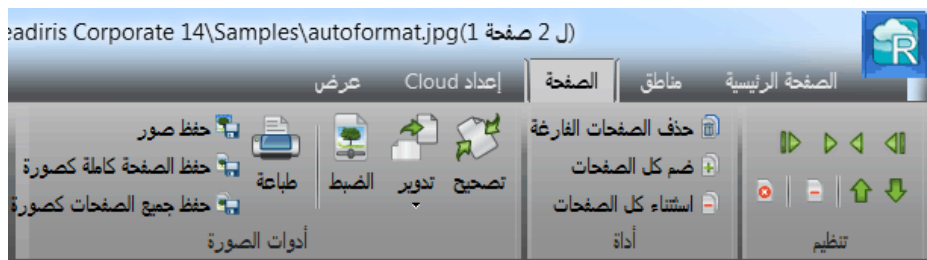 eadiris Corporate 14\Samples\autoformat.jpg(1 ل 2 صفحة)
الصفحة الرئيسية
مناطق
الصفحة
إعداد Cloud
عرض
تنظيم
حذف الصفحات الفارغة
ضم كل الصفحات
استثناء كل الصفحات
أداة
تصحيح
تدوير
الضبط
طباعة
حفظ صور
حفظ الصفحة كاملة كصورة
حفظ جميع الصفحات كصورة
أدوات الصورة